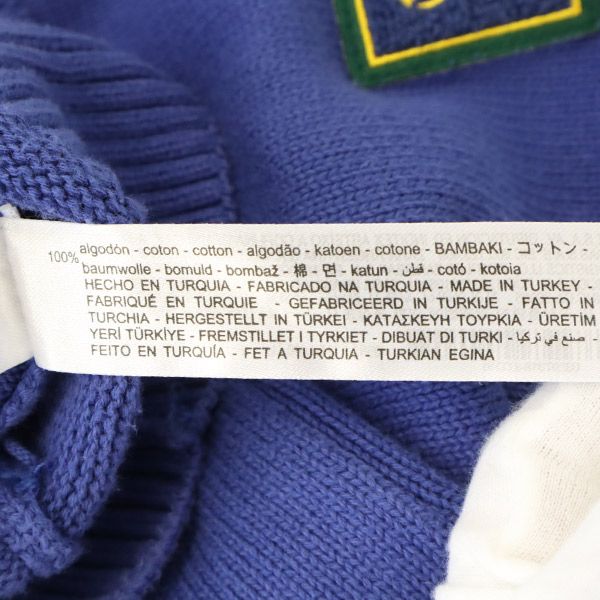 100% algodón - coton - cotton - algodão - katoen - cotone - BAMBAKI - コットン -
baumwolle - bomuld - bombaž - 棉 - 면 - katun - قطن - cotó - kotoia
HECHO EN TURQUIA - FABRICADO NA TURQUIA - MADE IN TURKEY -
FABRIQUÉ EN TURQUIE - GEFABRICEERD IN TURKIJE - FATTO IN
TURCHIA - HERGESTELLT IN TÜRKEI - ΚΑΤΑΣΚΕΥΗ ΤΟΥΡΚΙΑ - ÜRETİM
YERİ TÜRKİYE - FREMSTILLET I TYRKIET - DIBUAT DI TURKI - صنع في تركيا -
FEITO EN TURQUÍA - FET A TURQUIA - TURKIAN EGINA